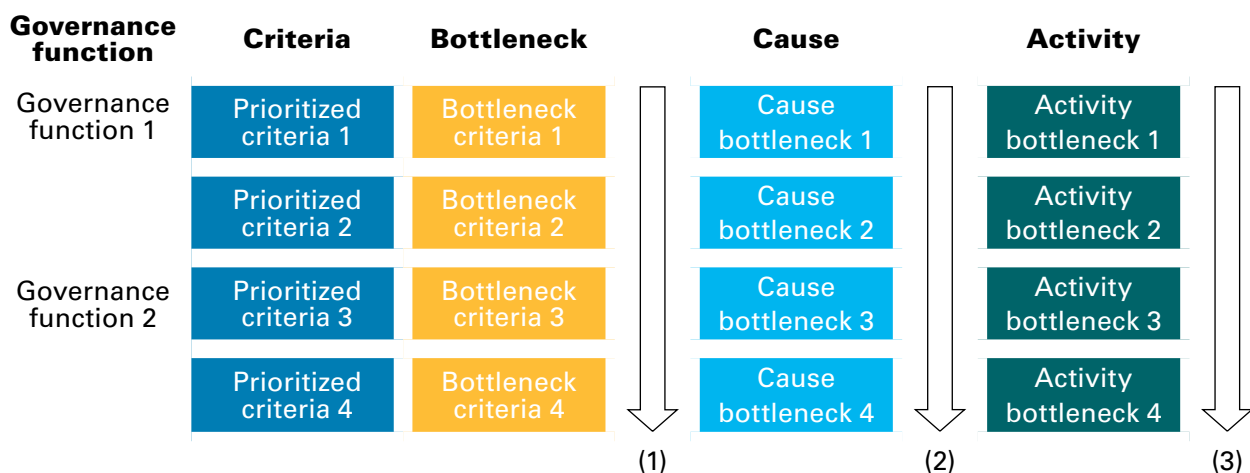 Governance
function
Criteria
Bottleneck
Cause
Activity
Governance
function 1
Prioritized
criteria 1
Bottleneck
criteria 1
Cause
bottleneck 1
Activity
bottleneck 1
Prioritized
criteria 2
Bottleneck
criteria 2
Cause
bottleneck 2
Activity
bottleneck 2
Governance
function 2
Prioritized
criteria 3
Bottleneck
criteria 3
Cause
bottleneck 3
Activity
bottleneck 3
Prioritized
criteria 4
Bottleneck
criteria 4
Cause
bottleneck 4
Activity
bottleneck 4
(1)
(2)
(3)